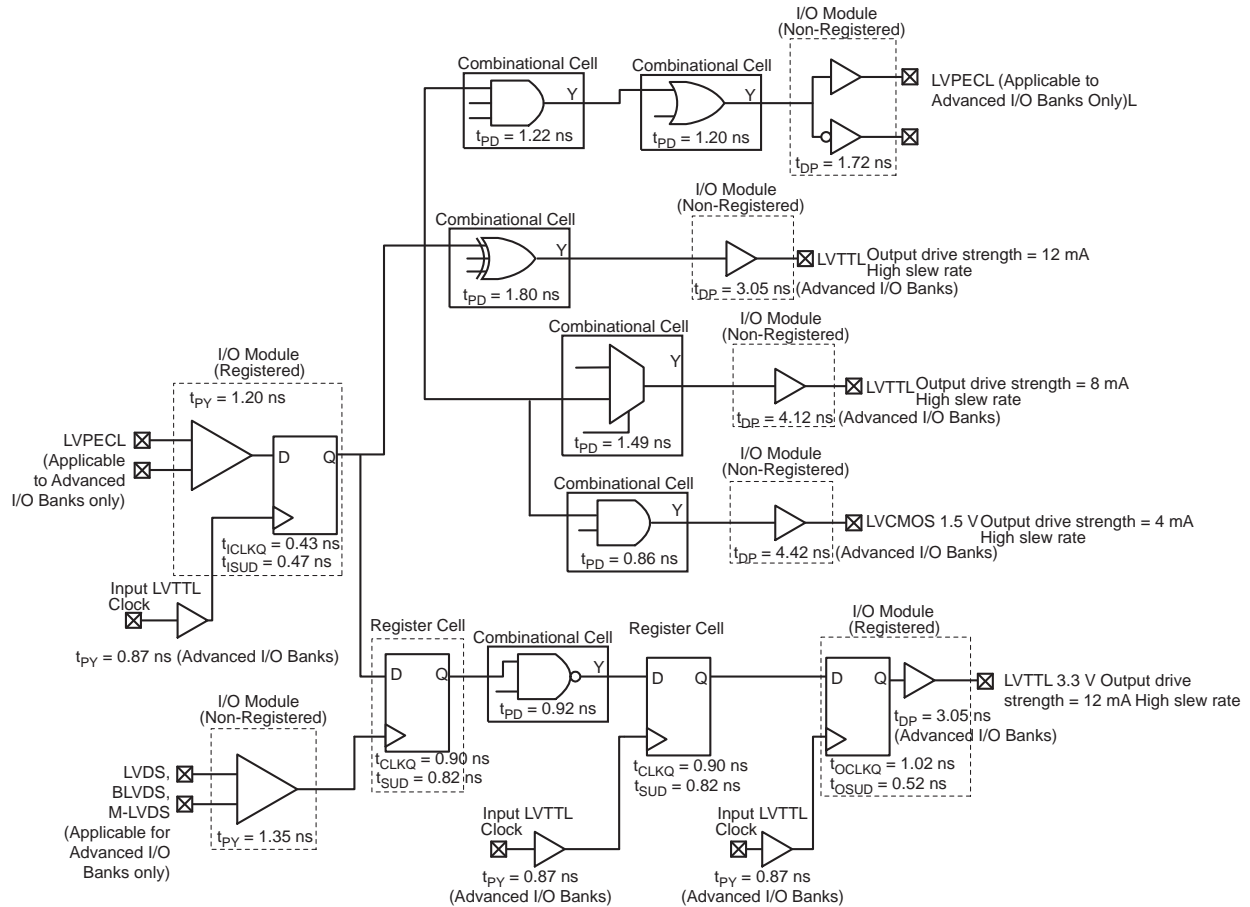 I/O Module
(Non-Registered)
Combinational Cell
Combinational Cell
Y
Y
LVPECL (Applicable to
Advanced I/O Banks Only)L
tPD = 1.22 ns
tPD = 1.20 ns
tDP = 1.72 ns
I/O Module
(Non-Registered)
Combinational Cell
Y
LVTTL Output drive strength = 12 mA
High slew rate
tPD = 1.80 ns
tDP = 3.05 ns (Advanced I/O Banks)
I/O Module
(Non-Registered)
Combinational Cell
Y
LVTTL Output drive strength = 8 mA
High slew rate
tPD = 1.49 ns
tDP = 4.12 ns (Advanced I/O Banks)
I/O Module
(Registered)
tPY = 1.20 ns
LVPECL
(Applicable
to Advanced
I/O Banks only)
D
Q
tICLKQ = 0.43 ns
tISUD = 0.47 ns
Input LVTTL
Clock
tPY = 0.87 ns (Advanced I/O Banks)
I/O Module
(Non-Registered)
Combinational Cell
Y
LVCMOS 1.5 V Output drive strength = 4 mA
High slew rate
tPD = 0.86 ns
tDP = 4.42 ns (Advanced I/O Banks)
I/O Module
(Non-Registered)
LVDS,
BLVDS,
M-LVDS
(Applicable for
Advanced I/O
Banks only)
tPY = 1.35 ns
Register Cell
D
Q
tCLKQ = 0.90 ns
tSUD = 0.82 ns
Combinational Cell
Y
tPD = 0.92 ns
Register Cell
D
Q
tCLKQ = 0.90 ns
tSUD = 0.82 ns
Input LVTTL
Clock
tPY = 0.87 ns
(Advanced I/O Banks)
I/O Module
(Registered)
D
Q
tDP = 3.05 ns
(Advanced I/O Banks)
tOCLKQ = 1.02 ns
tOSUD = 0.52 ns
LVTTL 3.3 V Output drive
strength = 12 mA High slew rate
Input LVTTL
Clock
tPY = 0.87 ns
(Advanced I/O Banks)